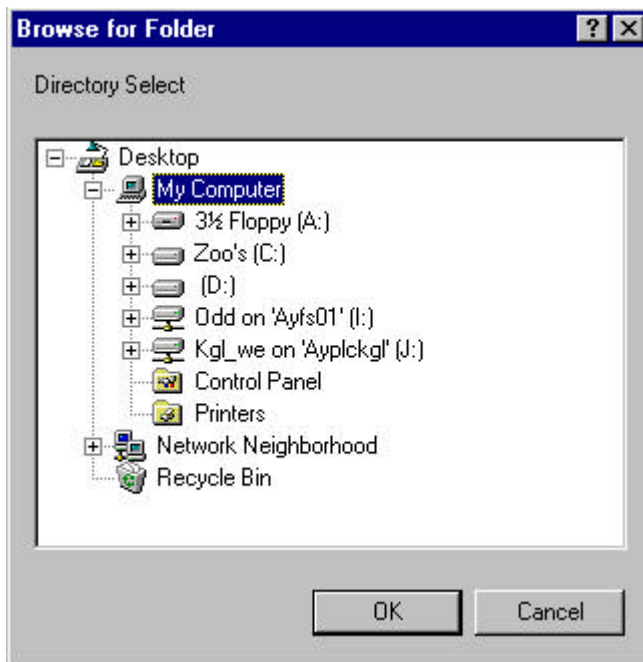 Browse for Folder
Directory Select
Desktop
My Computer
3½ Floppy (A:)
Zoo's (C:)
(D:)
Odd on 'Ayfs01' (I:)
Kgl_we on 'Ayplckgl' (J:)
Control Panel
Printers
Network Neighborhood
Recycle Bin
OK Cancel